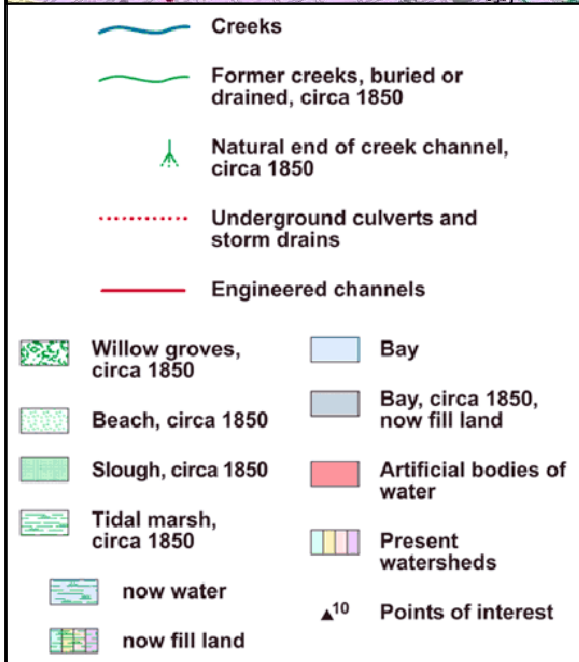 Creeks
Former creeks, buried or
drained, circa 1850
Natural end of creek channel,
circa 1850
Underground culverts and
storm drains
Engineered channels
Willow groves,
circa 1850
Beach, circa 1850
Slough, circa 1850
Tidal marsh,
circa 1850
now water
now fill land
Bay
Bay, circa 1850,
now fill land
Artificial bodies of
water
Present
watersheds
10 Points of interest